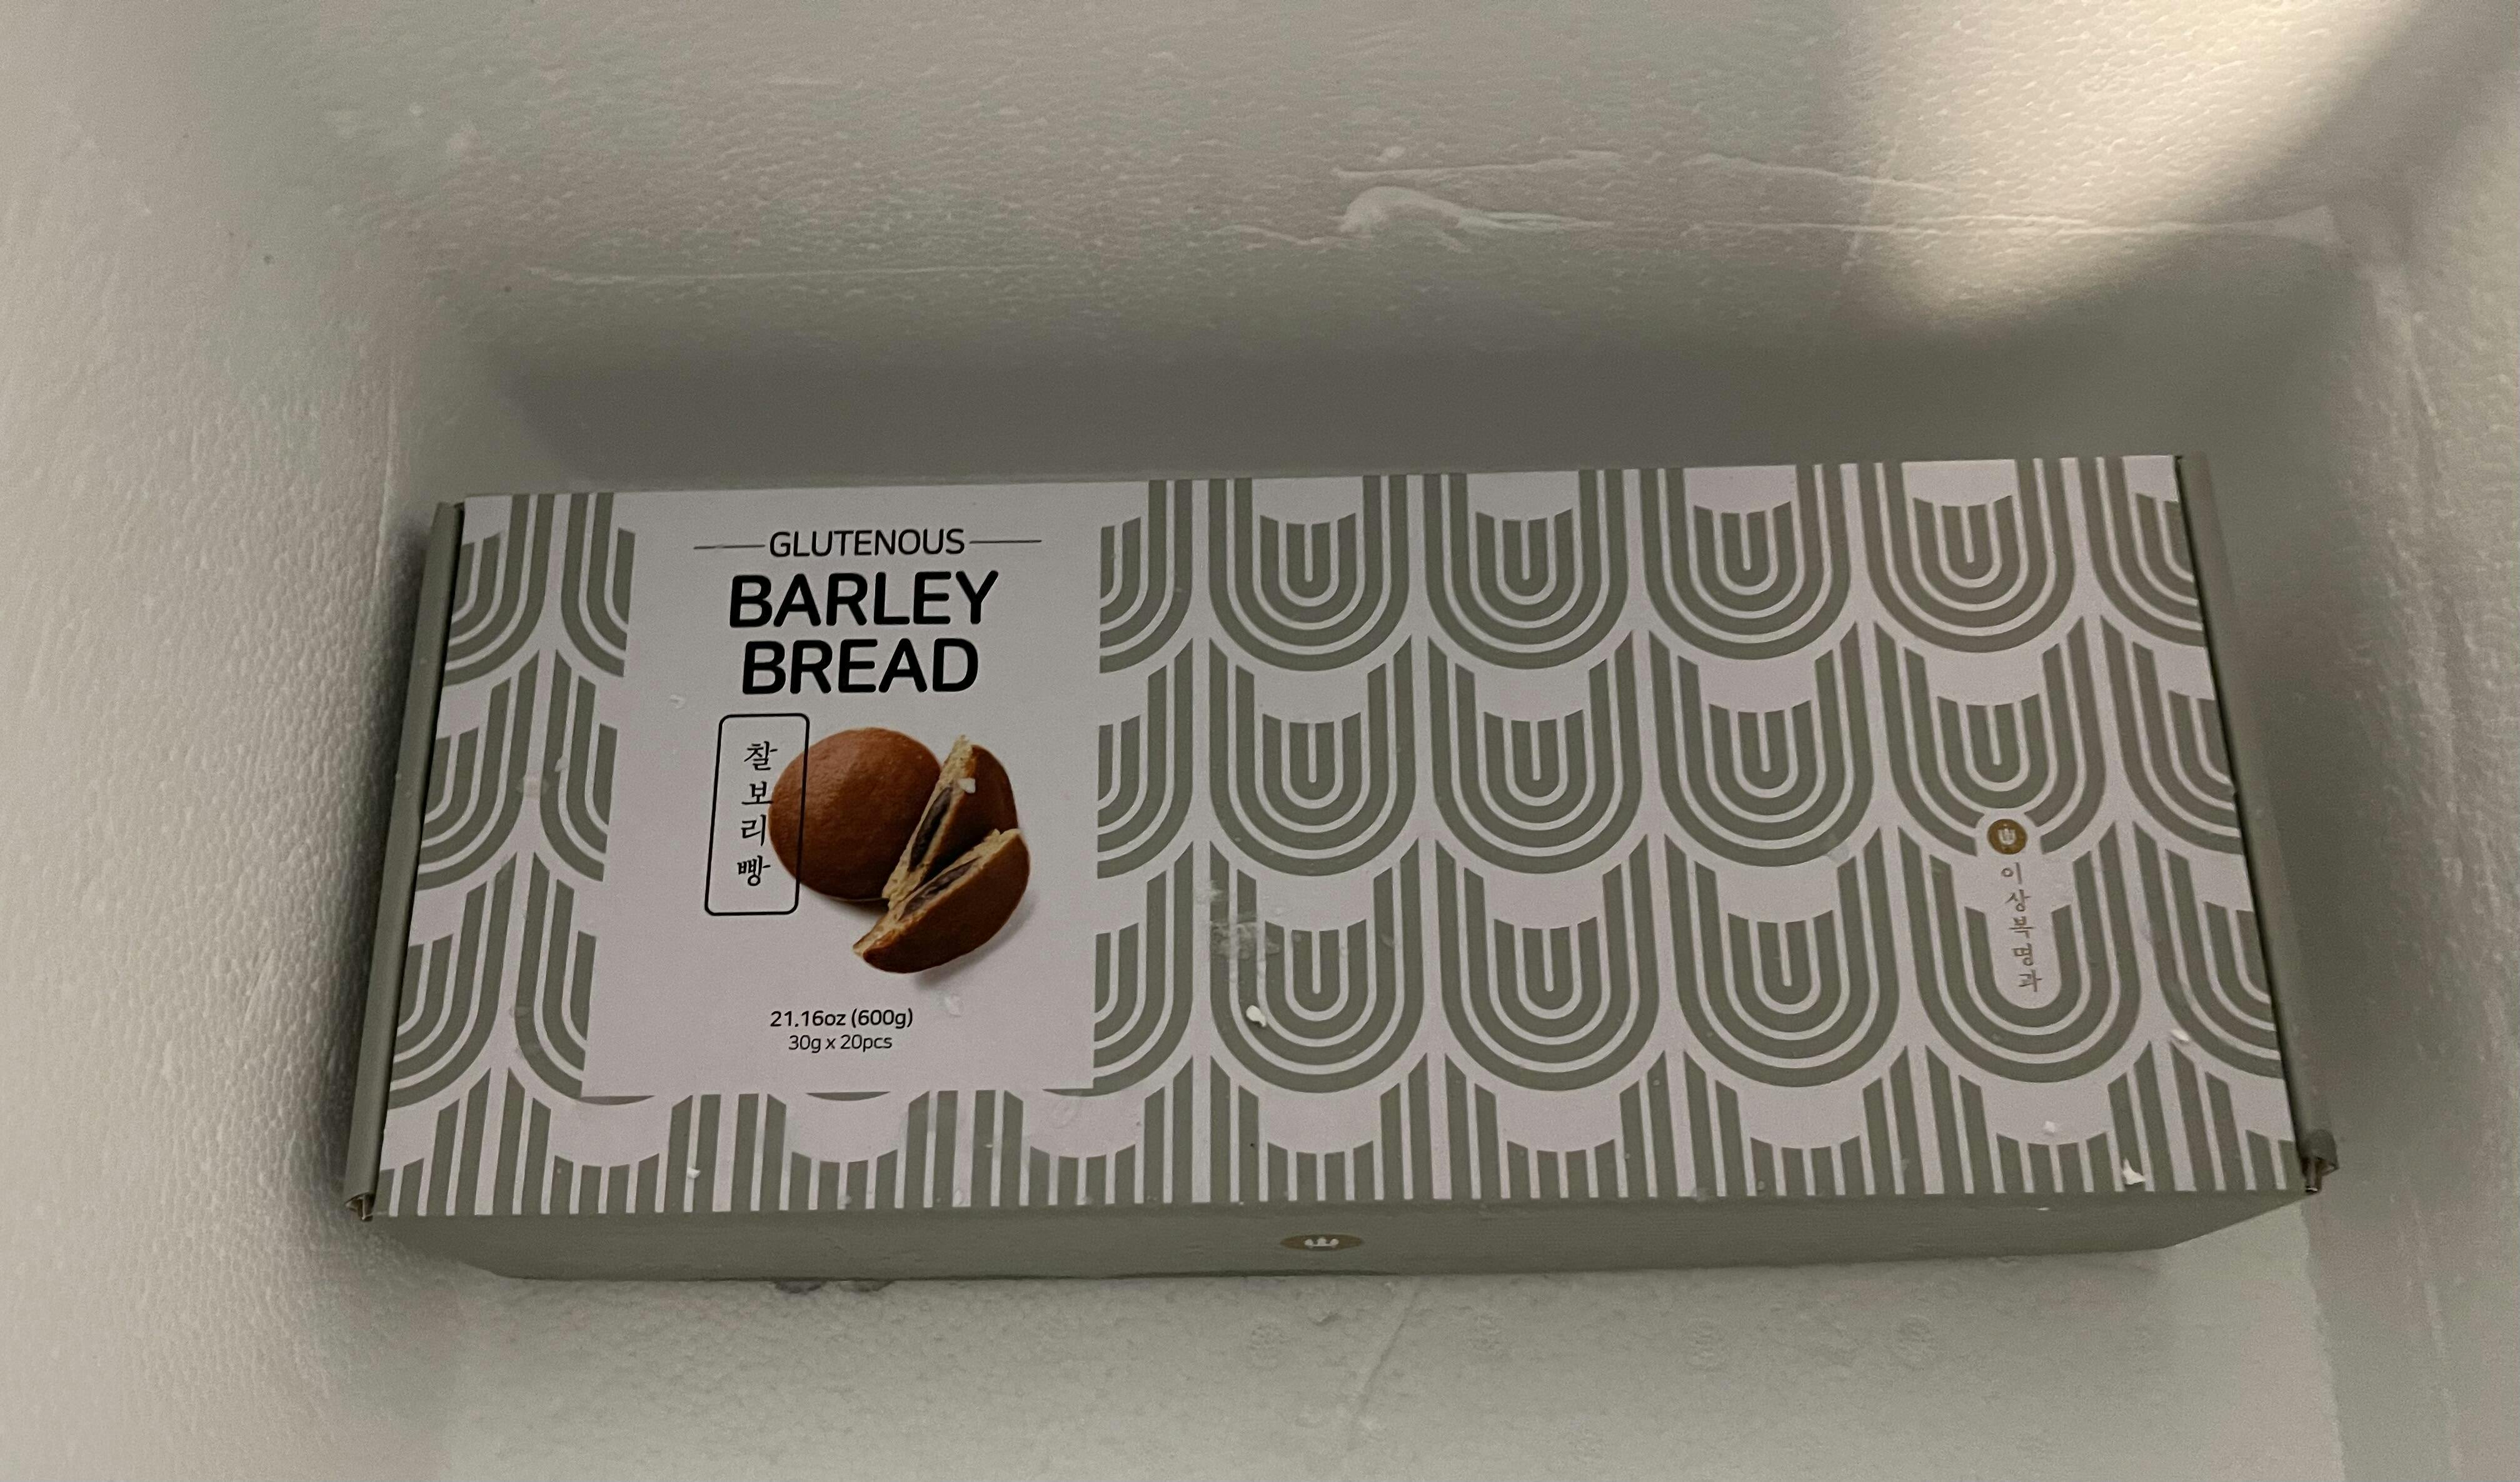 GLUTENOUS
BARLEY
BREAD
찰보리빵
21.16oz (600g)
30g x 20pcs
이상복명과